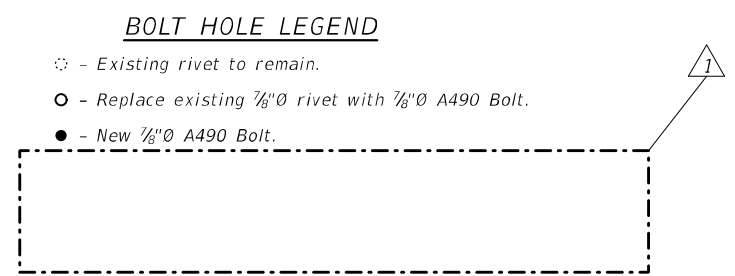 BOLT HOLE LEGEND
- Existing rivet to remain.
- Replace existing ⅞"Ø rivet with ⅞"Ø A490 Bolt.
- New ⅞"Ø A490 Bolt.
1